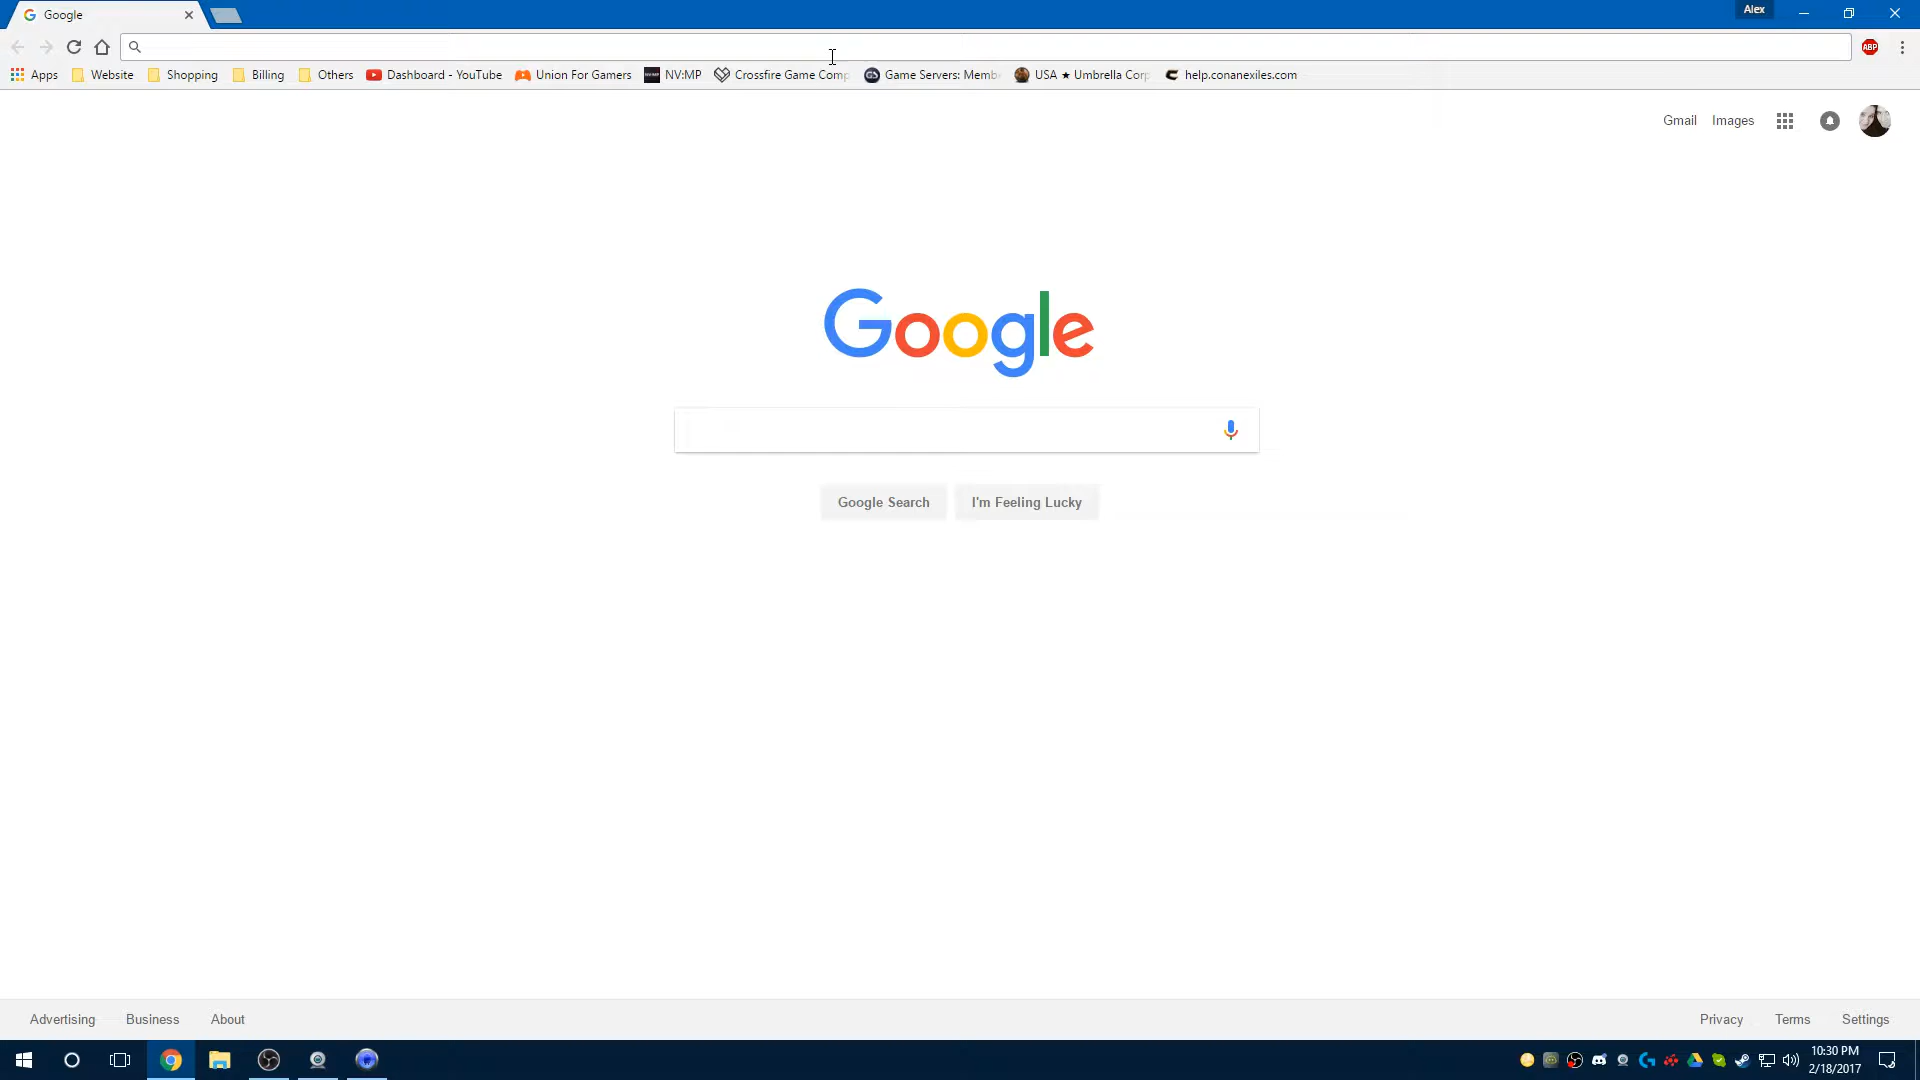 Google
Alex
Apps Website Shopping Billing Others Dashboard - YouTube Union For Gamers NV:MP Crossfire Game Comp Game Servers: Memb USA ★ Umbrella Corp help.conanexiles.com
ABP
Gmail Images
Google
Google Search I'm Feeling Lucky
Advertising Business About
Privacy Terms Settings
10:30 PM
2/18/2017